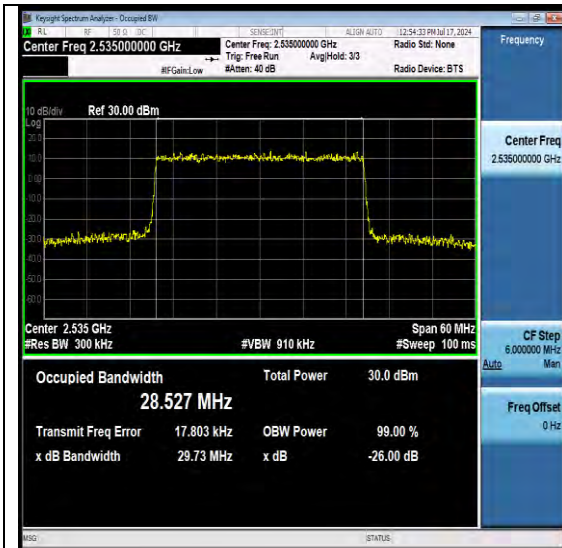 Keysight Spectrum Analyzer - Occupied BW
RL RF 50 Ω DC SENSE:INT ALIGN AUTO 12:54:33 PM Jul 17, 2024
Center Freq 2.535000000 GHz
Center Freq: 2.535000000 GHz
Radio Std: None
Trig: Free Run Avg|Hold: 3/3
#IFGain:Low
#Atten: 40 dB
Radio Device: BTS
10 dB/div Ref 30.00 dBm
Log
20.0
10.0
0.00
-10.0
-20.0
-30.0
-40.0
-50.0
-60.0
Center 2.535 GHz
Span 60 MHz
#Res BW 300 kHz
#VBW 910 kHz
#Sweep 100 ms
Occupied Bandwidth
28.527 MHz
Total Power 30.0 dBm
Transmit Freq Error 17.803 kHz
OBW Power 99.00 %
x dB Bandwidth 29.73 MHz
x dB -26.00 dB
MSG
STATUS
Frequency
Center Freq
2.535000000 GHz
CF Step
6.000000 MHz
Auto Man
Freq Offset
0 Hz